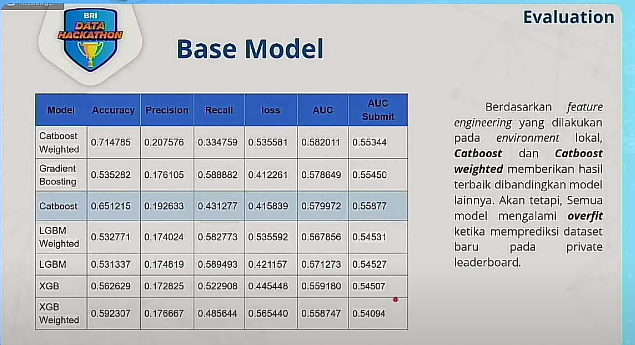 Evaluation
BRI
DATA
HACKATHON
Base Model
Model Accuracy Precision Recall loss AUC AUC Submit
Catboost Weighted 0.714785 0.207576 0.334759 0.535581 0.582011 0.55344
Gradient Boosting 0.535282 0.176105 0.588882 0.412261 0.578649 0.55450
Catboost 0.651215 0.192633 0.431277 0.415839 0.579972 0.55877
LGBM Weighted 0.532771 0.174024 0.582773 0.535592 0.567856 0.54531
LGBM 0.531337 0.174819 0.589493 0.421157 0.571273 0.54527
XGB 0.562629 0.172825 0.522908 0.445448 0.559180 0.54507
XGB Weighted 0.592307 0.176667 0.485644 0.565440 0.558747 0.54094
Berdasarkan feature
engineering yang dilakukan
pada environment lokal,
Catboost dan Catboost
weighted memberikan hasil
terbaik dibandingkan model
lainnya. Akan tetapi, Semua
model mengalami overfit
ketika memprediksi dataset
baru pada private
leaderboard.